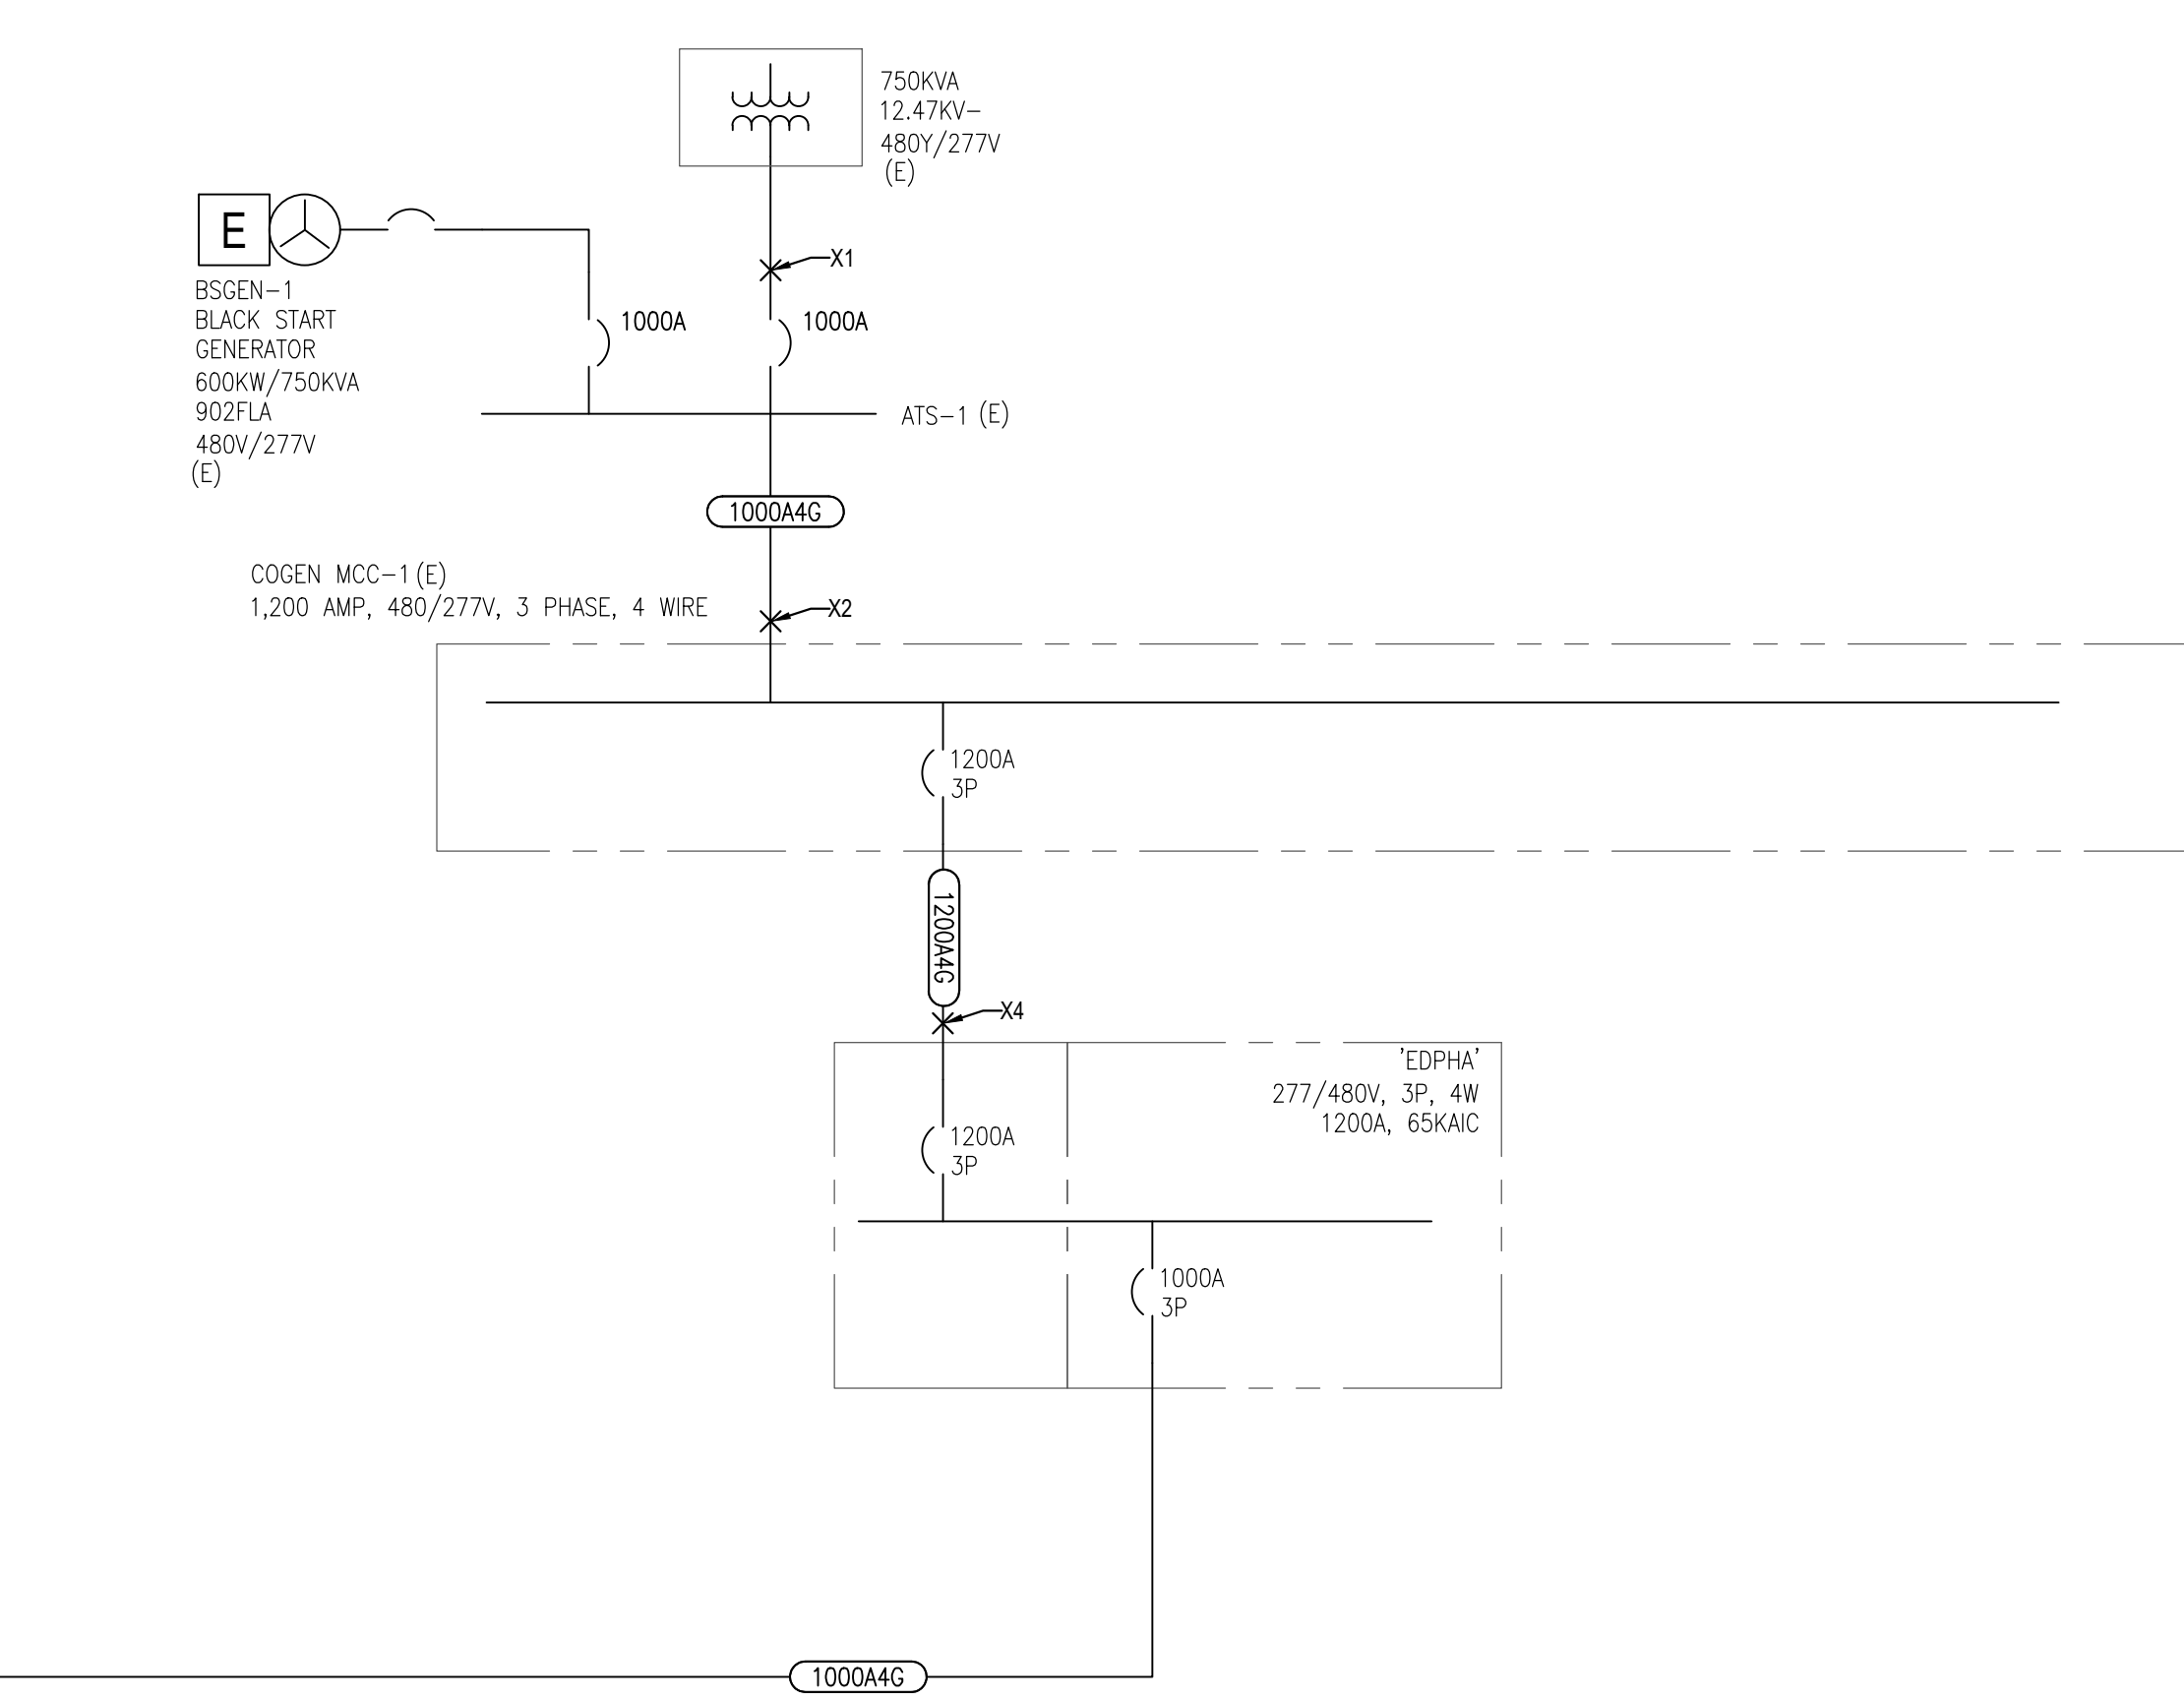 750KVA
12.47KV-
480Y/277V
(E)
E
X1
BSGEN-1
BLACK START
GENERATOR
600KW/750KVA
902FLA
480V/277V
(E)
1000A
1000A
ATS-1 (E)
1000A4G
COGEN MCC-1(E)
1,200 AMP, 480/277V, 3 PHASE, 4 WIRE
X2
1200A
3P
1200A4G
X4
'EDPHA'
277/480V, 3P, 4W
1200A, 65KAIC
1200A
3P
1000A
3P
1000A4G